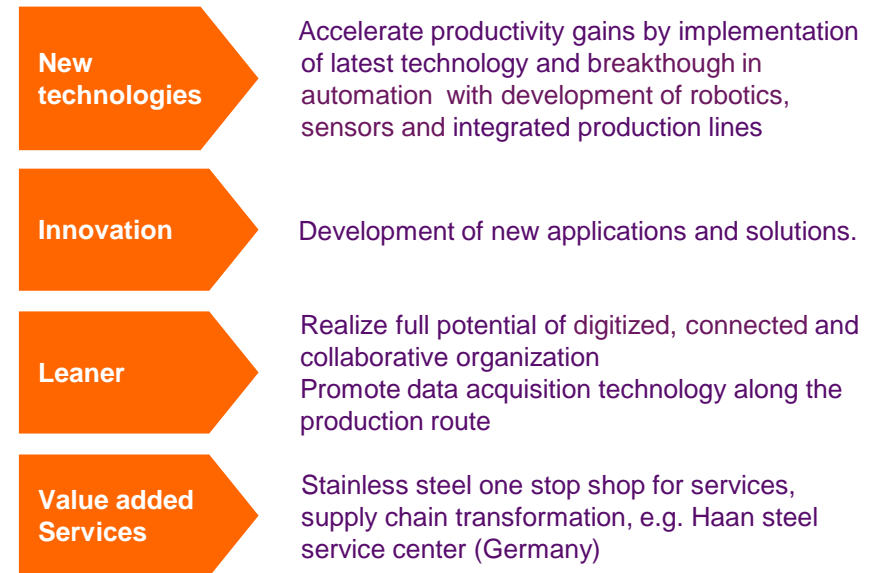 New
technologies
Accelerate productivity gains by implementation
of latest technology and breakthough in
automation with development of robotics,
sensors and integrated production lines
Innovation
Development of new applications and solutions.
Leaner
Realize full potential of digitized, connected and
collaborative organization
Promote data acquisition technology along the
production route
Value added
Services
Stainless steel one stop shop for services,
supply chain transformation, e.g. Haan steel
service center (Germany)